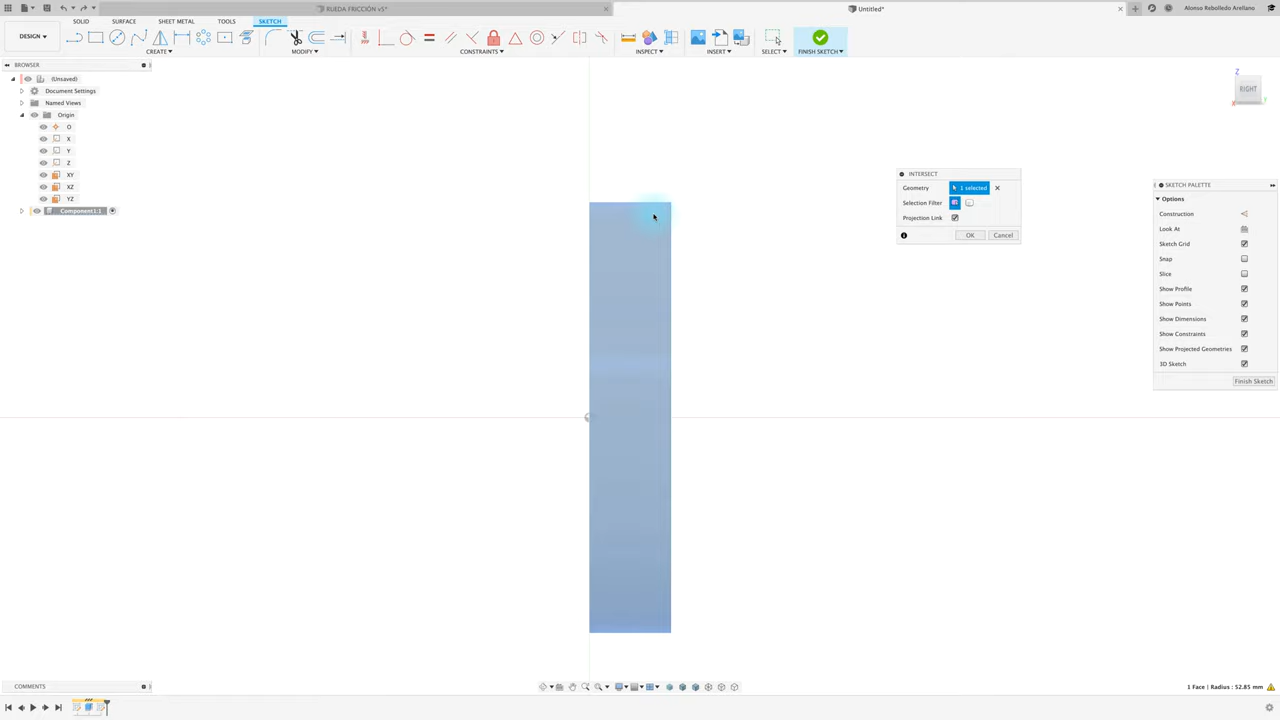 RUEDA FRICCIÓN v5*
Untitled*
Alonso Rebolledo Arellano
SOLID
SURFACE
SHEET METAL
TOOLS
SKETCH
DESIGN
CREATE
MODIFY
CONSTRAINTS
INSPECT
INSERT
SELECT
FINISH SKETCH
BROWSER
(Unsaved)
Document Settings
Named Views
Origin
O
X
Y
Z
XY
XZ
YZ
Component1:1
Z
RIGHT
X
Y
INTERSECT
Geometry
1 selected
Selection Filter
Projection Link
OK
Cancel
SKETCH PALETTE
Options
Construction
Look At
Sketch Grid
Snap
Slice
Show Profile
Show Points
Show Dimensions
Show Constraints
Show Projected Geometries
3D Sketch
Finish Sketch
COMMENTS
1 Face | Radius : 52.85 mm